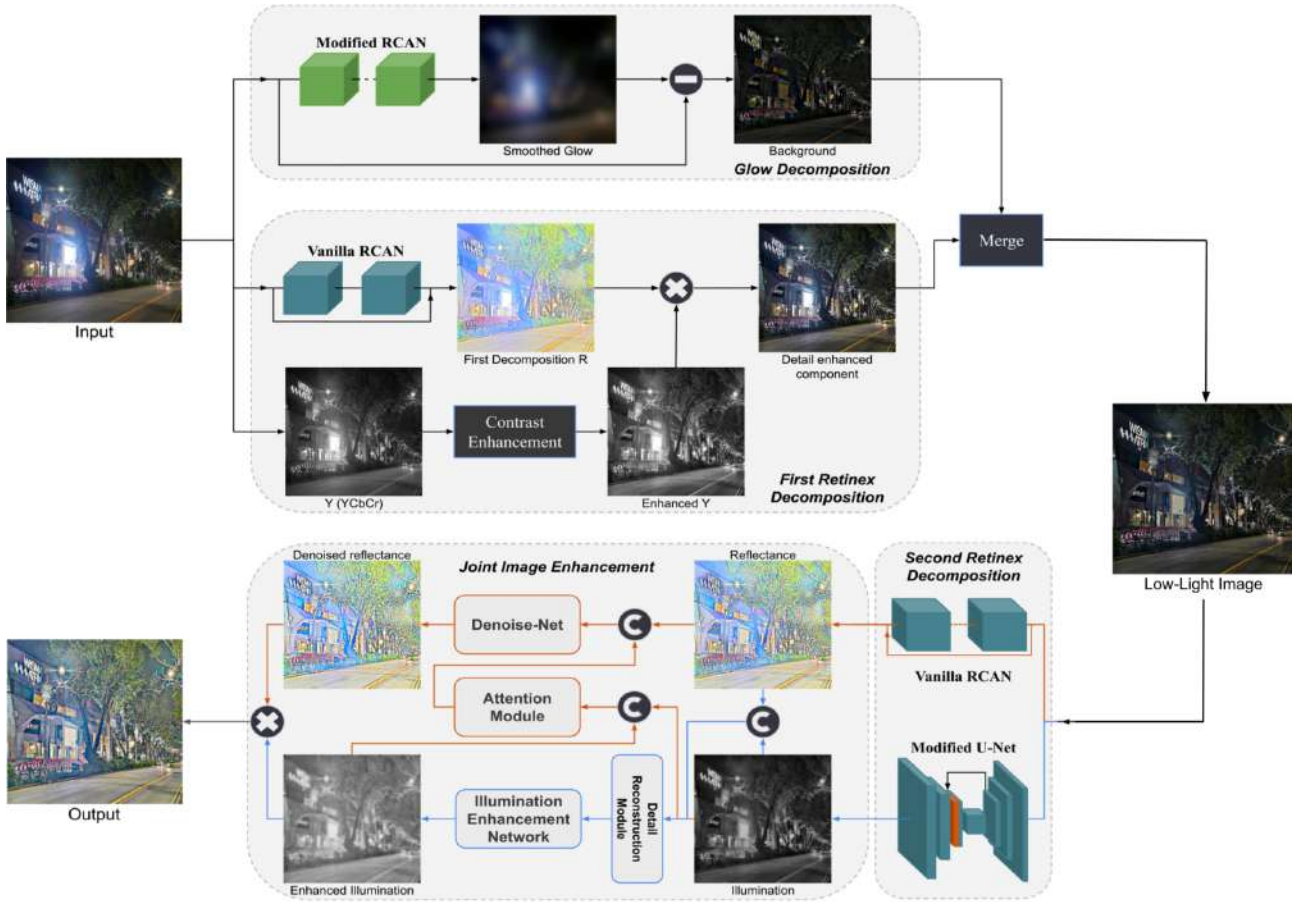 Modified RCAN
Smoothed Glow
Background
Glow Decomposition
Input
Vanilla RCAN
First Decomposition R
Detail enhanced
component
Merge
Y (YCbCr)
Contrast
Enhancement
Enhanced Y
First Retinex
Decomposition
Low-Light Image
Denoised reflectance
Joint Image Enhancement
Reflectance
Second Retinex
Decomposition
Denoise-Net
Vanilla RCAN
Attention
Module
Modified U-Net
Illumination
Enhancement
Network
Detail
Reconstruction
Module
Output
Enhanced Illumination
Illumination